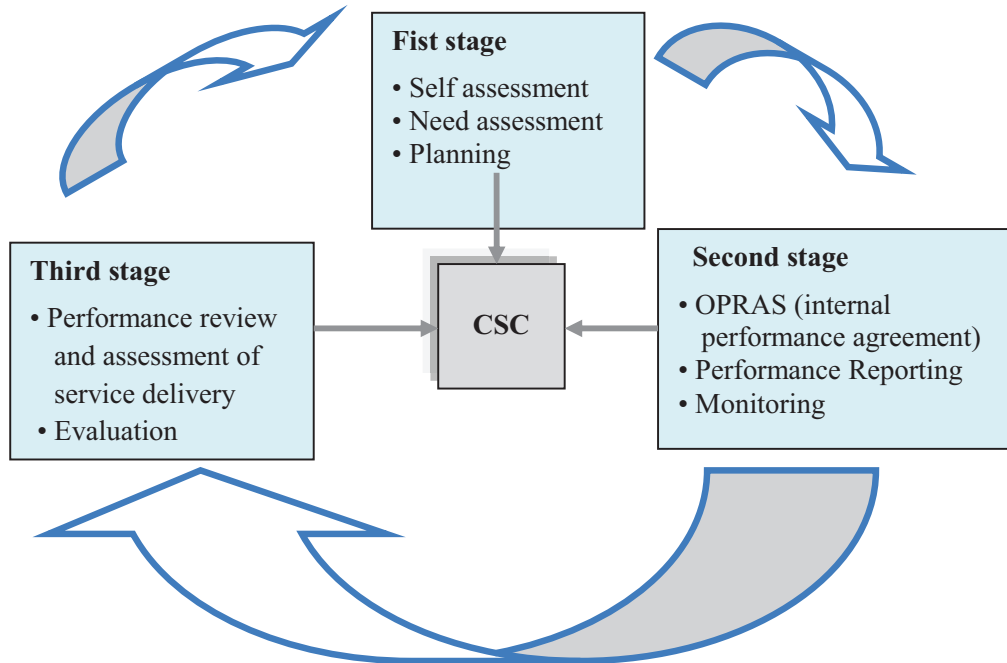 Fist stage
• Self assessment
• Need assessment
• Planning
Third stage
• Performance review
and assessment of
service delivery
• Evaluation
CSC
Second stage
• OPRAS (internal
performance agreement)
• Performance Reporting
• Monitoring